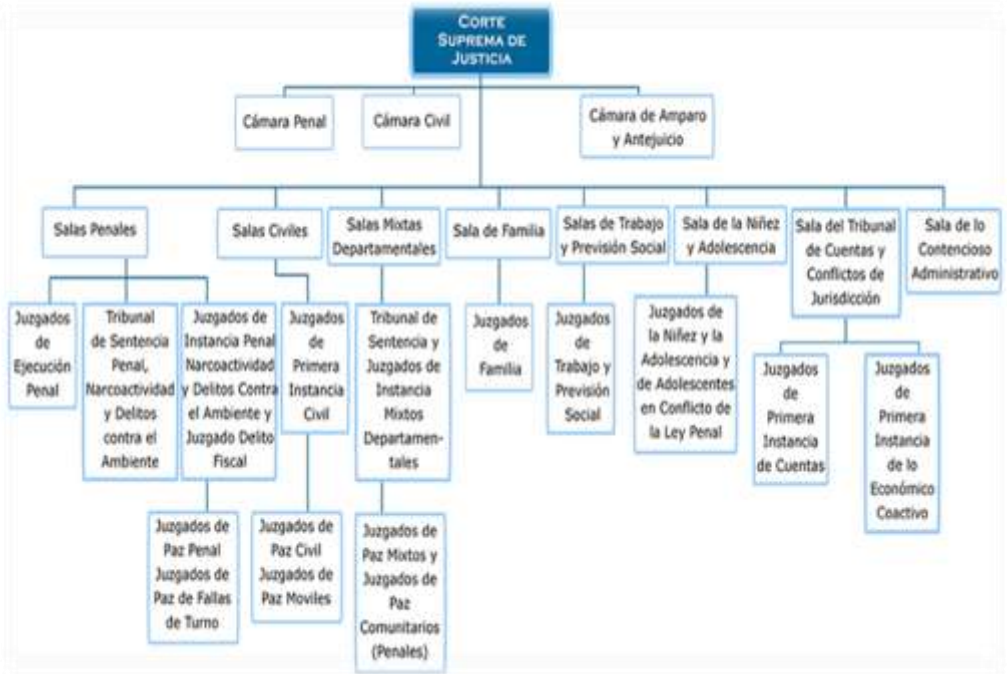 CORTE
SUPREMA DE
JUSTICIA
Cámara Penal
Cámara Civil
Cámara de Amparo
y Antejuicio
Salas Penales
Salas Civiles
Salas Mixtas
Departamentales
Sala de Familia
Salas de Trabajo
y Previsión Social
Sala de la Niñez
y Adolescencia
Sala del Tribunal
de Cuentas y
Conflictos de
Jurisdicción
Sala de lo
Contencioso
Administrativo
Juzgados
de
Ejecución
Penal
Tribunal
de Sentencia
Penal,
Narcoactividad
y Delitos
contra el
Ambiente
Juzgados de
Instancia Penal
Narcoactividad
y Delitos Contra
el Ambiente y
Juzgado Delito
Fiscal
Juzgados
de
Primera
Instancia
Civil
Tribunal de
Sentencia y
Juzgados de
Instancia
Mixtos
Departamen-
tales
Juzgados
de
Familia
Juzgados
de
Trabajo y
Previsión
Social
Juzgados de
la Niñez y la
Adolescencia y
de Adolescentes
en Conflicto de
la Ley Penal
Juzgados
de
Primera
Instancia
de Cuentas
Juzgados
de
Primera
Instancia
de lo
Económico
Coactivo
Juzgados de
Paz Penal
Juzgados de
Paz de Fallas
de Turno
Juzgados de
Paz Civil
Juzgados de
Paz Moviles
Juzgados de
Paz Mixtos y
Juzgados de
Paz
Comunitarios
(Penales)